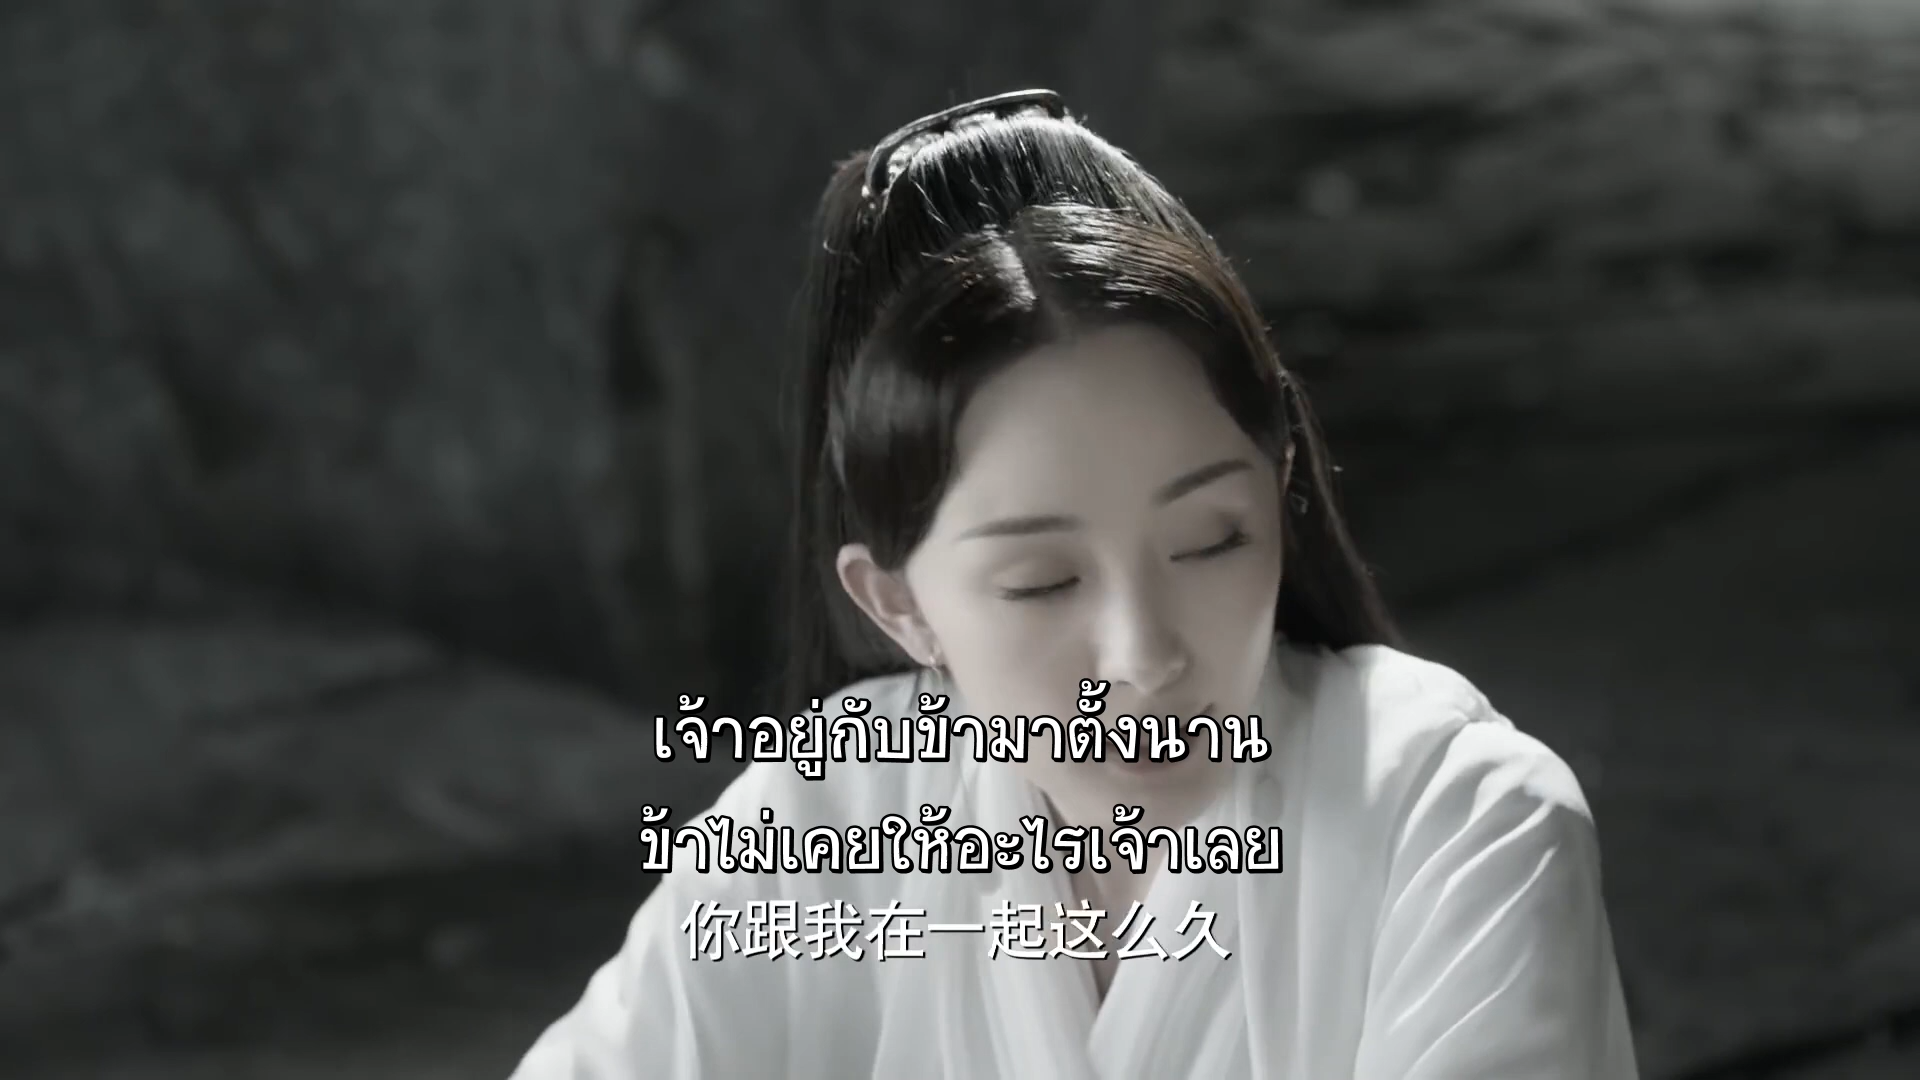 เจ้าอยู่กับข้ามาตั้งนาน
ข้าไม่เคยให้อะไรเจ้าเลย
你跟我在一起这么久